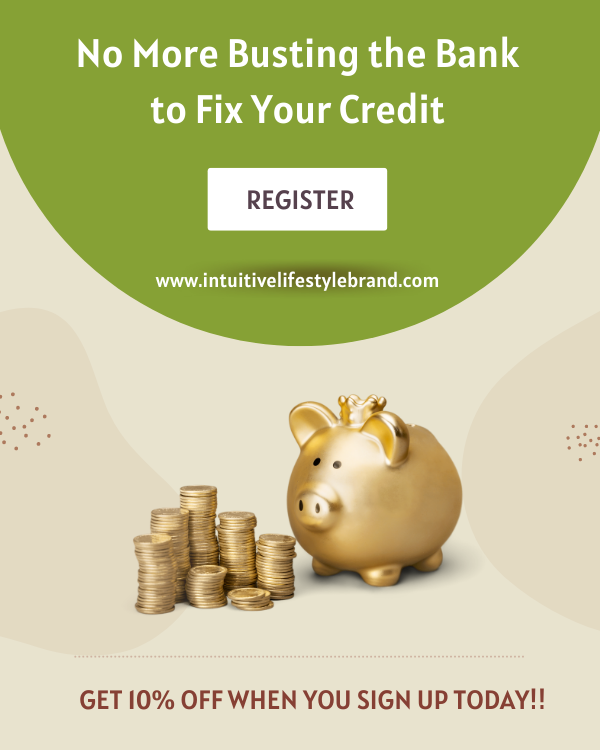 No More Busting the Bank
to Fix Your Credit
REGISTER
www.intuitivelifestylebrand.com
GET 10% OFF WHEN YOU SIGN UP TODAY!!